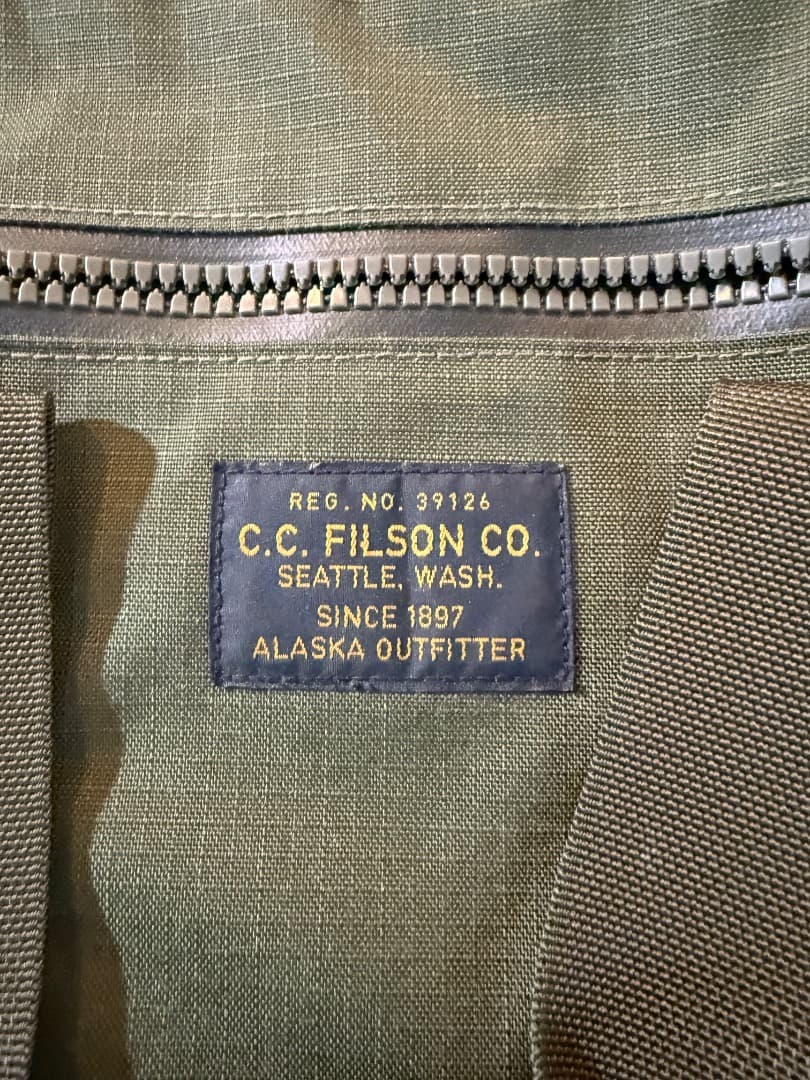 REG. NO. 39126
C.C. FILSON CO.
SEATTLE, WASH.
SINCE 1897
ALASKA OUTFITTER